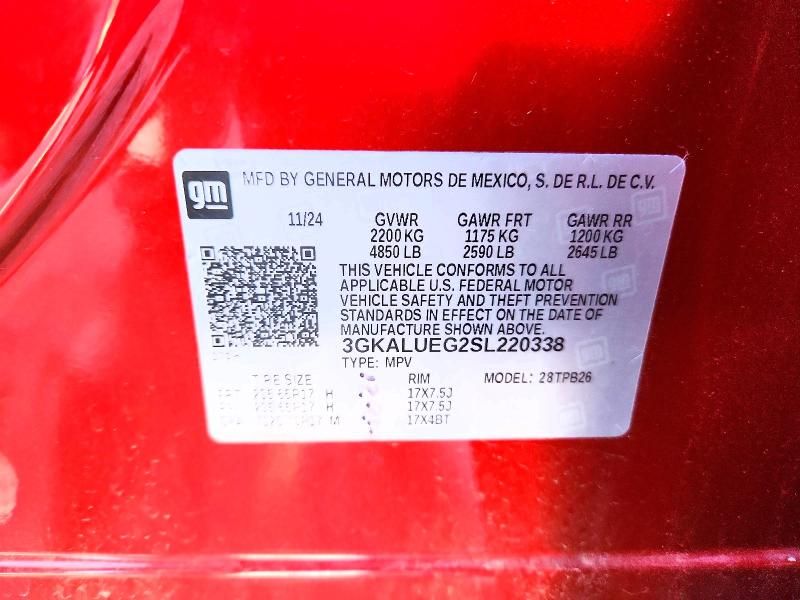 gm
MFD BY GENERAL MOTORS DE MEXICO, S. DE R.L. DE C.V.
11/24 GVWR GAWR FRT GAWR RR
2200 KG 1175 KG 1200 KG
4850 LB 2590 LB 2645 LB
THIS VEHICLE CONFORMS TO ALL
APPLICABLE U.S. FEDERAL MOTOR
VEHICLE SAFETY AND THEFT PREVENTION
STANDARDS IN EFFECT ON THE DATE OF
MANUFACTURE SHOWN ABOVE.
3GKALUEG2SL220338
TYPE: MPV
TIRE SIZE RIM MODEL: 28TPB26
H 17X7.5J
H 17X7.5J
M 17X4BT